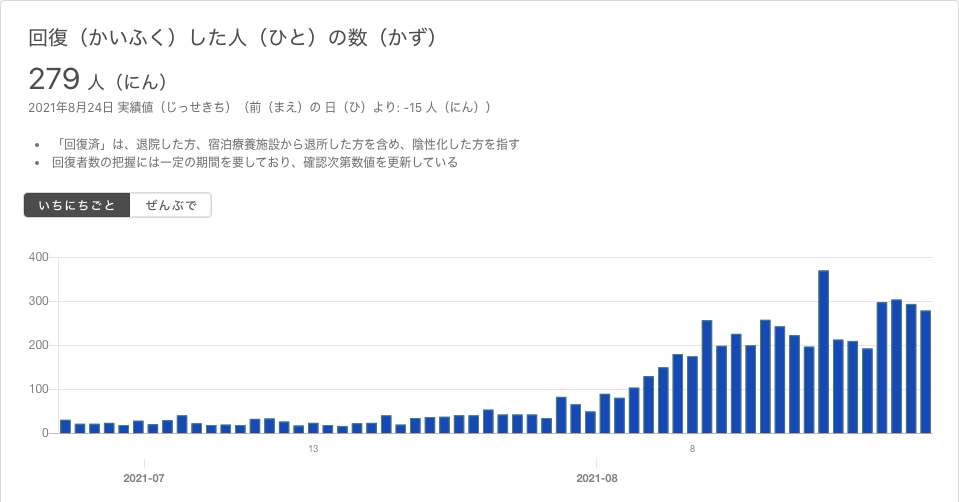 回復（かいふく）した人（ひと）の数（かず）
279 人（にん）
2021年8月24日 実績値（じっせきち）（前（まえ）の 日（ひ）より: -15 人（にん））
• 「回復済」は、退院した方、宿泊療養施設から退所した方を含め、陰性化した方を指す
• 回復者数の把握には一定の期間を要しており、確認次第数値を更新している
いちにちごと ぜんぶで
400
300
200
100
0
13 8
2021-07 2021-08